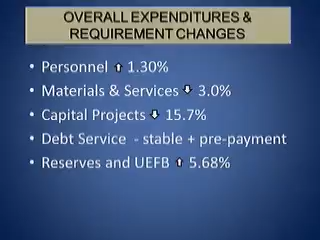 OVERALL EXPENDITURES &
REQUIREMENT CHANGES
• Personnel ⬆ 1.30%
• Materials & Services ⬇ 3.0%
• Capital Projects ⬇ 15.7%
• Debt Service - stable + pre-payment
• Reserves and UEFB ⬆ 5.68%